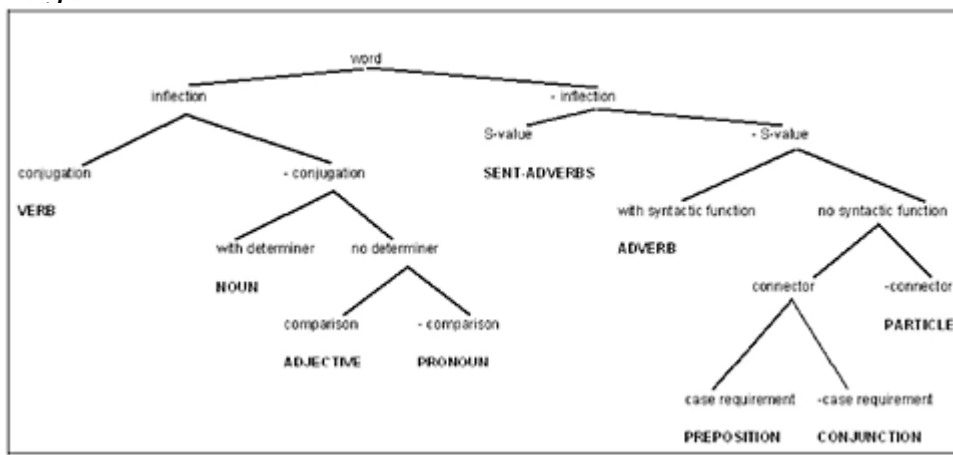 word
inflection
- inflection
S-value
- S-value
conjugation
- conjugation
SENT-ADVERBS
VERB
with syntactic function
no syntactic function
with determiner
no determiner
ADVERB
NOUN
connector
-connector
comparison
- comparison
PARTICLE
ADJECTIVE
PRONOUN
case requirement
-case requirement
PREPOSITION
CONJUNCTION